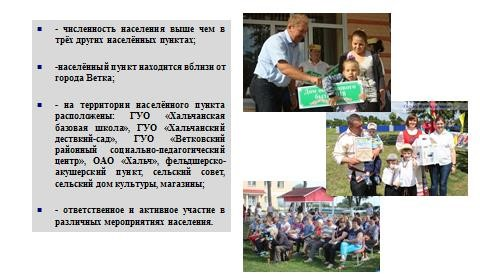 - численность населения выше чем в
трёх других населённых пунктах;
-населённый пункт находится вблизи от
города Ветка;
- на территории населённого пункта
расположены: ГУО «Хальчанская
базовая школа», ГУО «Хальчанский
дествкий-сад», ГУО «Ветковский
районный социально-педагогический
центр», ОАО «Хальч», фельдшерско-
акушерский пункт, сельский совет,
сельский дом культуры, магазины;
- ответственное и активное участие в
различных мероприятиях населения.
Дом